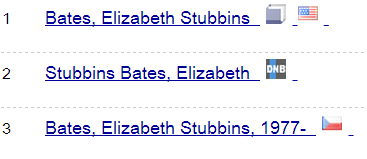 1 Bates, Elizabeth Stubbins
2 Stubbins Bates, Elizabeth DNB
3 Bates, Elizabeth Stubbins, 1977-